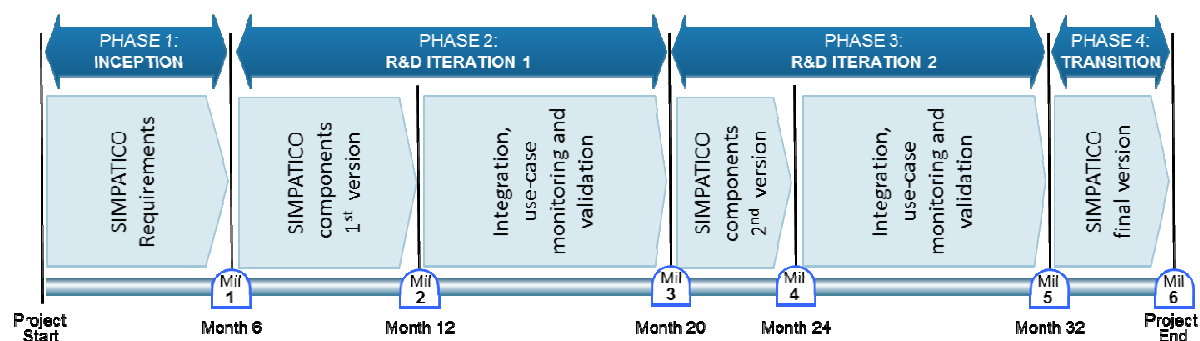 PHASE 1:
INCEPTION
PHASE 2:
R&D ITERATION 1
PHASE 3:
R&D ITERATION 2
PHASE 4:
TRANSITION
SIMPATICO
Requirements
SIMPATICO
components
1st version
Integration,
use-case
monitoring and
validation
SIMPATICO
components
2nd version
Integration,
use-case
monitoring and
validation
SIMPATICO
final version
Mil
1
Mil
2
Mil
3
Mil
4
Mil
5
Mil
6
Project
Start
Month 6
Month 12
Month 20
Month 24
Month 32
Project
End